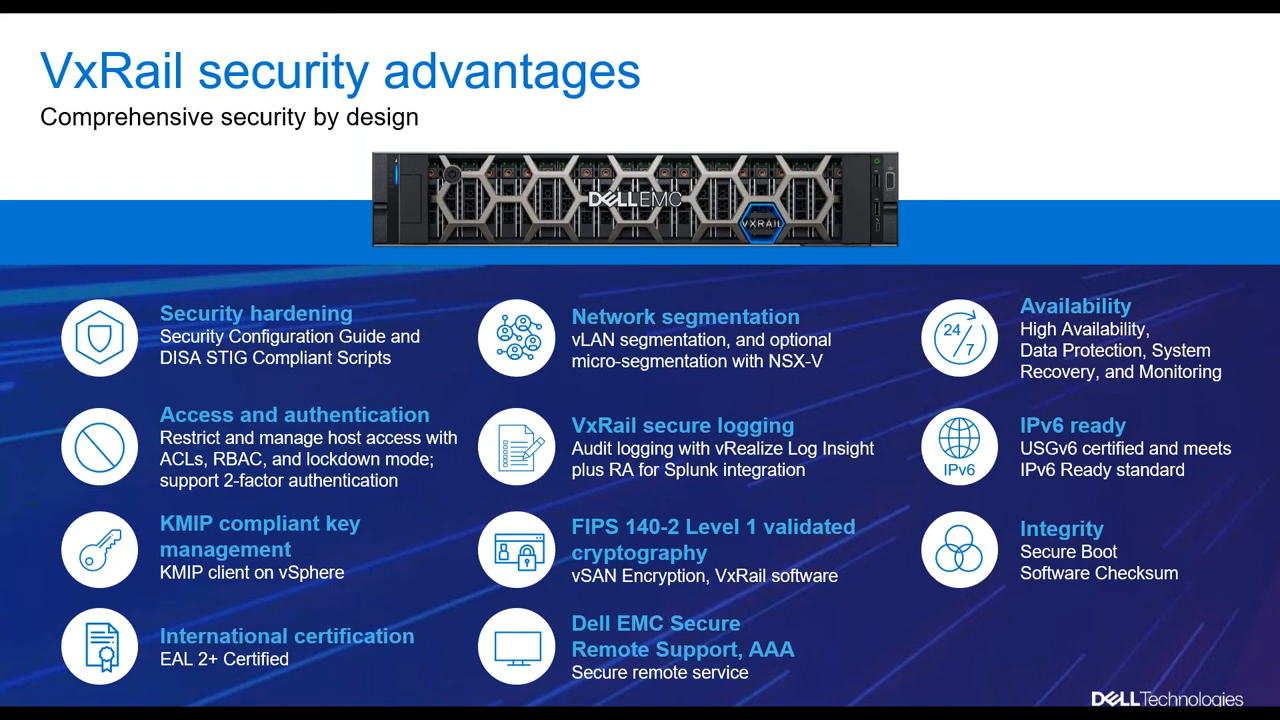 VxRail security advantages
Comprehensive security by design
DELLEMC
VXRAIL
Security hardening
Security Configuration Guide and
DISA STIG Compliant Scripts
Access and authentication
Restrict and manage host access with
ACLs, RBAC, and lockdown mode;
support 2-factor authentication
KMIP compliant key
management
KMIP client on vSphere
International certification
EAL 2+ Certified
Network segmentation
vLAN segmentation, and optional
micro-segmentation with NSX-V
VxRail secure logging
Audit logging with vRealize Log Insight
plus RA for Splunk integration
FIPS 140-2 Level 1 validated
cryptography
vSAN Encryption, VxRail software
Dell EMC Secure
Remote Support, AAA
Secure remote service
24/7
Availability
High Availability,
Data Protection, System
Recovery, and Monitoring
IPv6
IPv6 ready
USGv6 certified and meets
IPv6 Ready standard
Integrity
Secure Boot
Software Checksum
DELLTechnologies